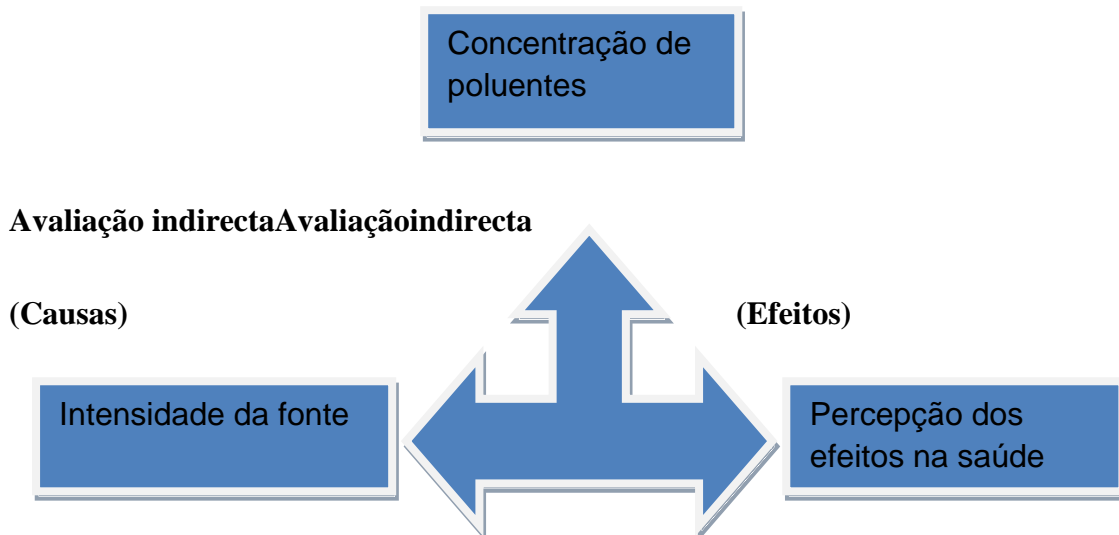 Concentração de
poluentes
Avaliação indirectaAvaliaçãoindirecta
(Causas)
(Efeitos)
Intensidade da fonte
Percepção dos
efeitos na saúde